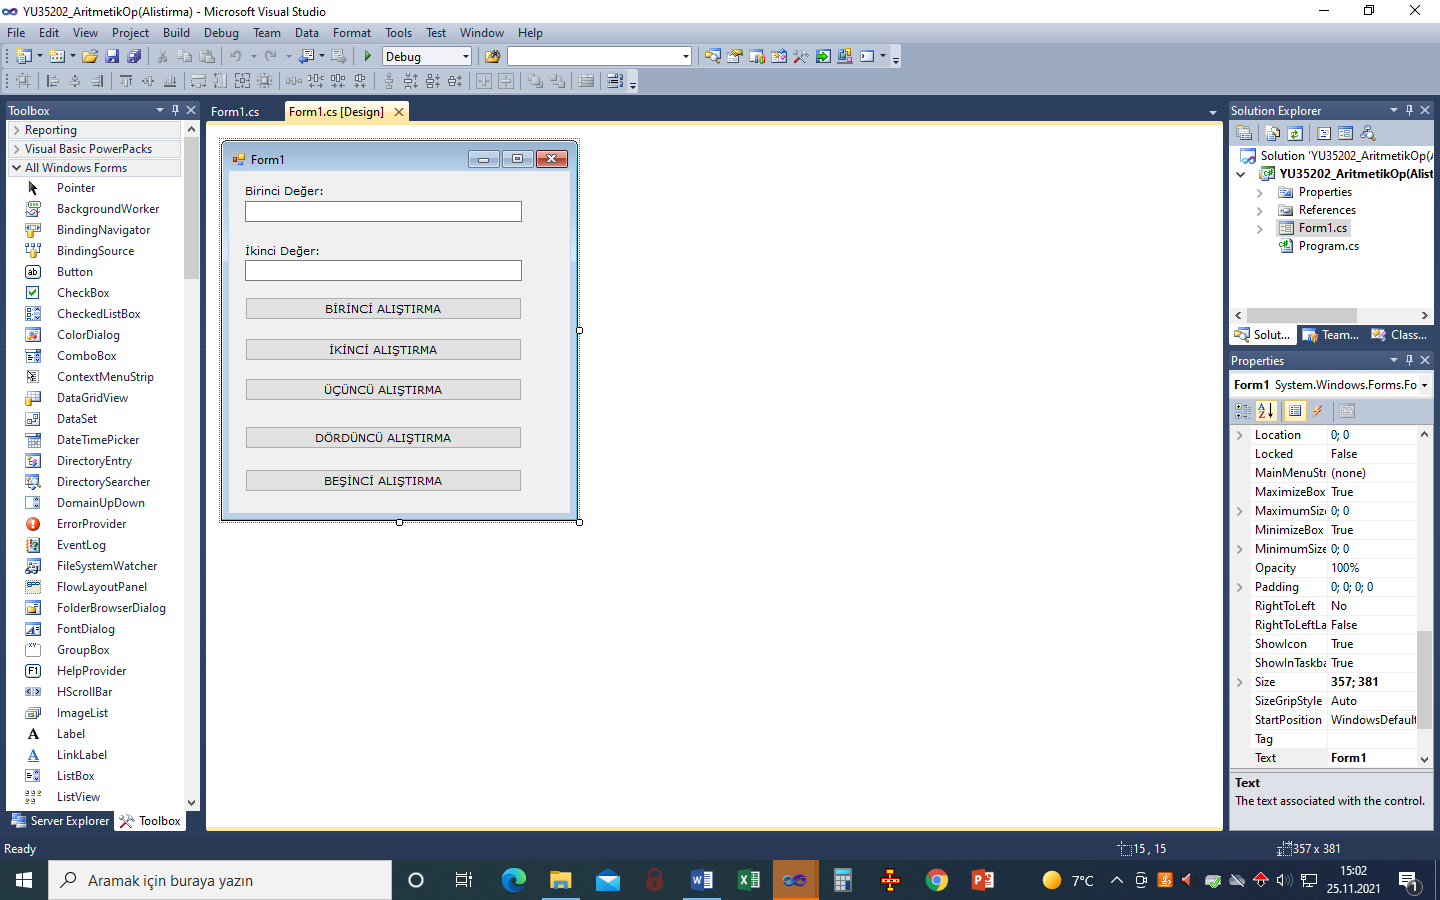 YU35202_AritmetikOp(Alistirma) - Microsoft Visual Studio
File Edit View Project Build Debug Team Data Format Tools Test Window Help
Debug
Toolbox
Reporting
Visual Basic PowerPacks
All Windows Forms
Pointer
BackgroundWorker
BindingNavigator
BindingSource
Button
CheckBox
CheckedListBox
ColorDialog
ComboBox
ContextMenuStrip
DataGridView
DataSet
DateTimePicker
DirectoryEntry
DirectorySearcher
DomainUpDown
ErrorProvider
EventLog
FileSystemWatcher
FlowLayoutPanel
FolderBrowserDialog
FontDialog
GroupBox
HelpProvider
HScrollBar
ImageList
Label
LinkLabel
ListBox
ListView
Server Explorer Toolbox
Form1.cs Form1.cs [Design]
Form1
Birinci Değer:
İkinci Değer:
BİRİNCİ ALIŞTIRMA
İKİNCİ ALIŞTIRMA
ÜÇÜNCÜ ALIŞTIRMA
DÖRDÜNCÜ ALIŞTIRMA
BEŞİNCİ ALIŞTIRMA
Solution Explorer
Solution 'YU35202_AritmetikOp(A
YU35202_AritmetikOp(Alist
Properties
References
Form1.cs
Program.cs
Solut... Team... Class...
Properties
Form1 System.Windows.Forms.Fo
Location 0; 0
Locked False
MainMenuStr (none)
MaximizeBox True
MaximumSize 0; 0
MinimizeBox True
MinimumSize 0; 0
Opacity 100%
Padding 0; 0; 0; 0
RightToLeft No
RightToLeftLa False
ShowIcon True
ShowInTaskba True
Size 357; 381
SizeGripStyle Auto
StartPosition WindowsDefault
Tag
Text Form1
Text
The text associated with the control.
Ready 15 , 15 357 x 381
Aramak için buraya yazın 7°C 15:02
25.11.2021
1